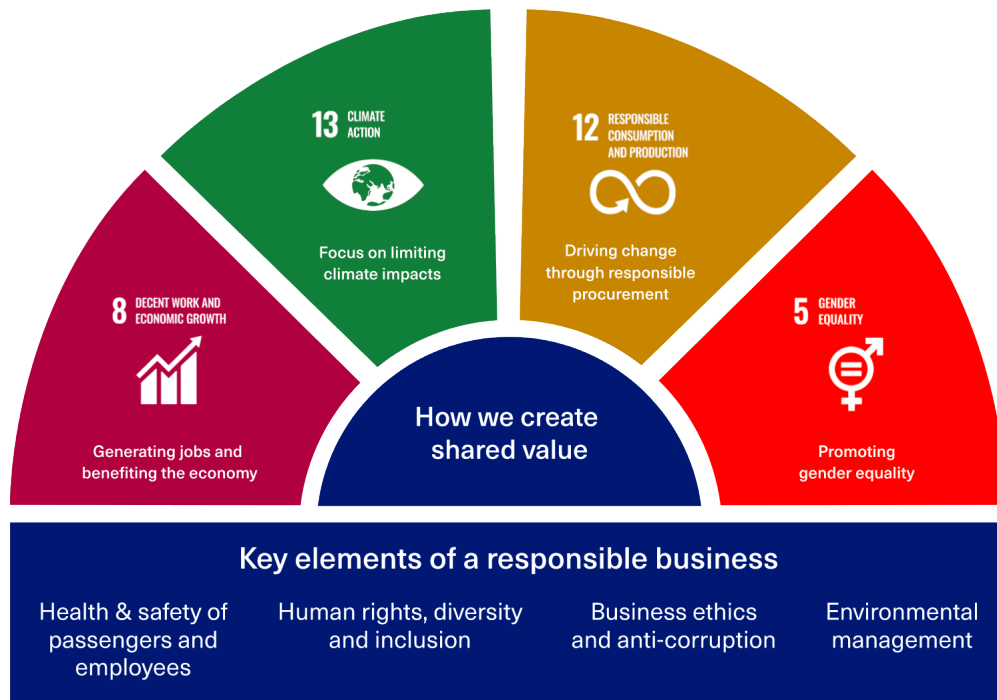 13 CLIMATE
ACTION
Focus on limiting
climate impacts
12 RESPONSIBLE
CONSUMPTION
AND PRODUCTION
Driving change
through responsible
procurement
8 DECENT WORK AND
ECONOMIC GROWTH
Generating jobs and
benefiting the economy
5 GENDER
EQUALITY
Promoting
gender equality
How we create
shared value
Key elements of a responsible business
Health & safety of
passengers and
employees
Human rights, diversity
and inclusion
Business ethics
and anti-corruption
Environmental
management